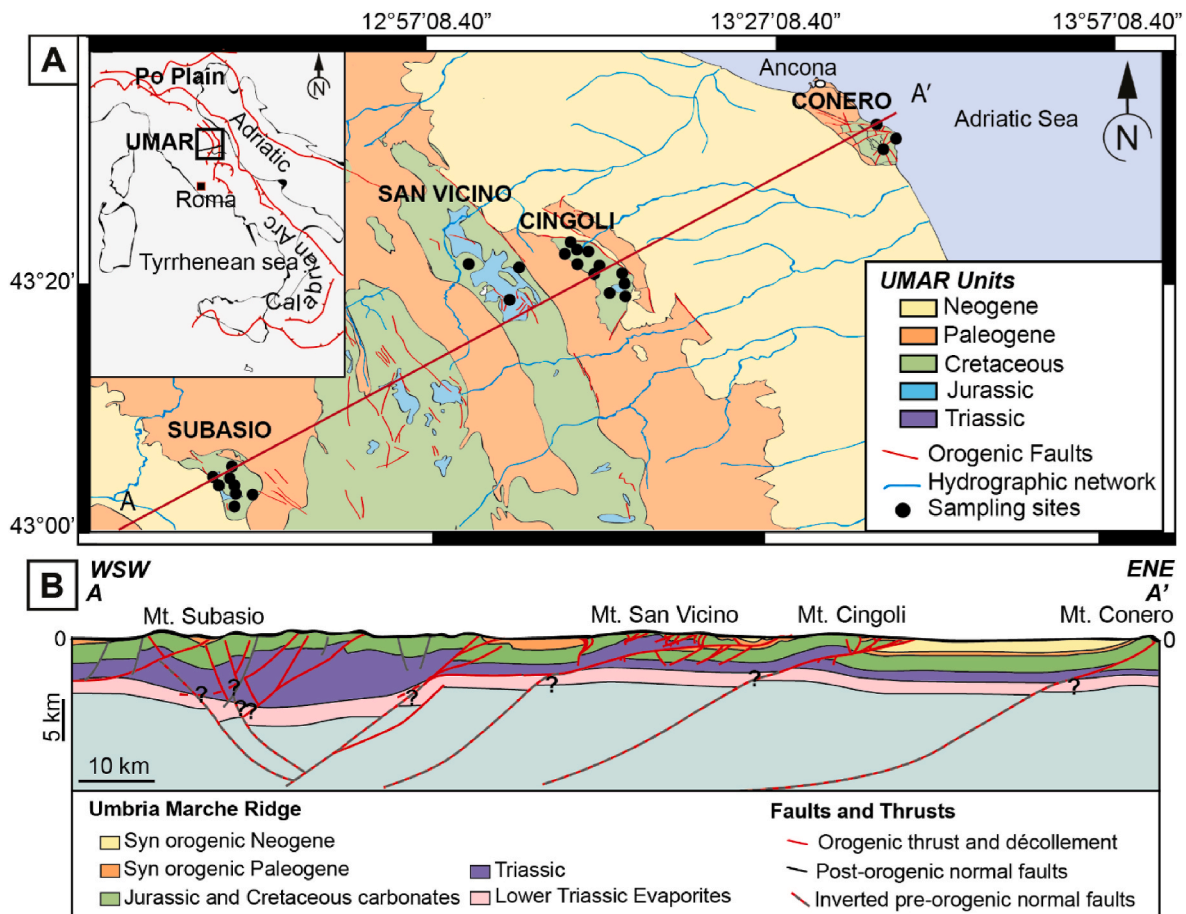 12°57'08.40"
13°27'08.40"
13°57'08.40"
A
N
Po Plain
UMAR
Adriatic
Roma
Tyrrhenean sea
Calabrian Arc
Ancona
CONERO
A'
Adriatic Sea
N
SAN VICINO
CINGOLI
43°20'
SUBASIO
A
43°00'
UMAR Units
Neogene
Paleogene
Cretaceous
Jurassic
Triassic
Orogenic Faults
Hydrographic network
Sampling sites
B
WSW
A
ENE
A'
Mt. Subasio
Mt. San Vicino
Mt. Cingoli
Mt. Conero
0
0
?
?
??
?
?
?
?
5 km
10 km
Umbria Marche Ridge
Syn orogenic Neogene
Syn orogenic Paleogene
Jurassic and Cretaceous carbonates
Triassic
Lower Triassic Evaporites
Faults and Thrusts
Orogenic thrust and décollement
Post-orogenic normal faults
Inverted pre-orogenic normal faults